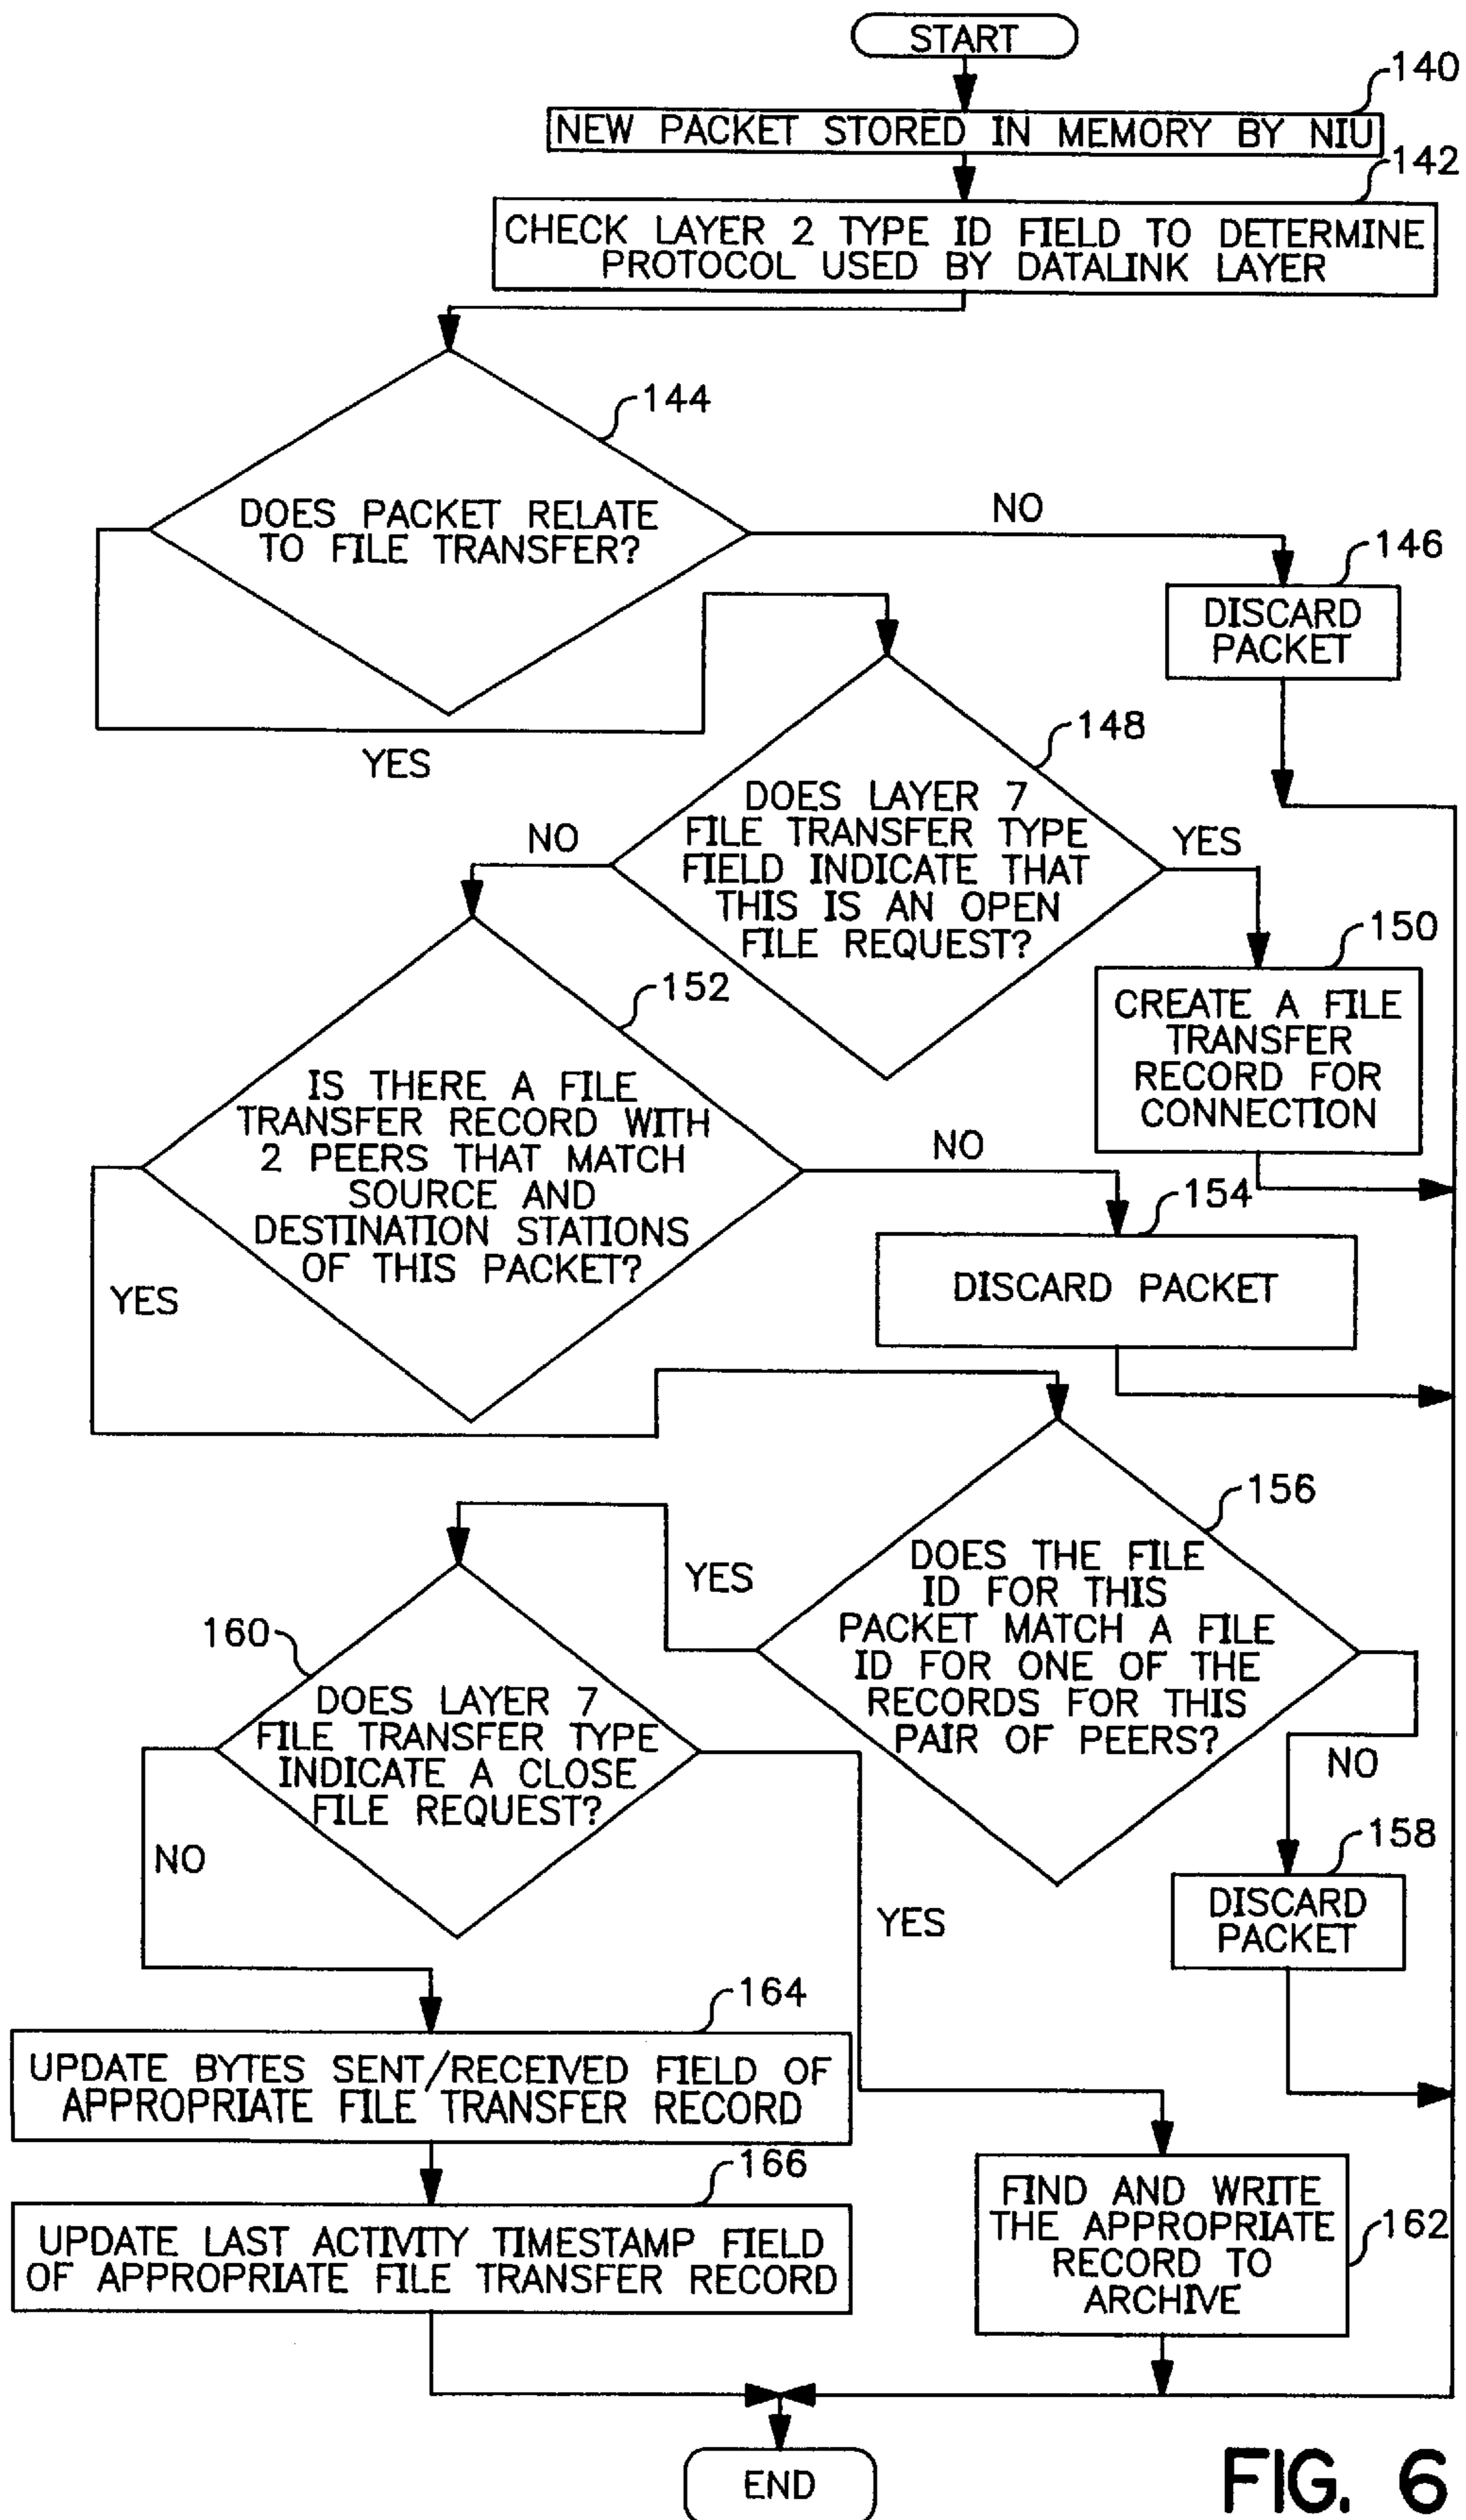 START
140
NEW PACKET STORED IN MEMORY BY NIU
142
CHECK LAYER 2 TYPE ID FIELD TO DETERMINE
PROTOCOL USED BY DATALINK LAYER
144
DOES PACKET RELATE
TO FILE TRANSFER?
NO
146
DISCARD
PACKET
YES
148
DOES LAYER 7
FILE TRANSFER TYPE
FIELD INDICATE THAT
THIS IS AN OPEN
FILE REQUEST?
NO
YES
150
CREATE A FILE
TRANSFER
RECORD FOR
CONNECTION
152
IS THERE A FILE
TRANSFER RECORD WITH
2 PEERS THAT MATCH
SOURCE AND
DESTINATION STATIONS
OF THIS PACKET?
NO
154
DISCARD PACKET
YES
156
DOES THE FILE
ID FOR THIS
PACKET MATCH A FILE
ID FOR ONE OF THE
RECORDS FOR THIS
PAIR OF PEERS?
YES
NO
158
DISCARD
PACKET
160
DOES LAYER 7
FILE TRANSFER TYPE
INDICATE A CLOSE
FILE REQUEST?
NO
YES
164
UPDATE BYTES SENT/RECEIVED FIELD OF
APPROPRIATE FILE TRANSFER RECORD
166
UPDATE LAST ACTIVITY TIMESTAMP FIELD
OF APPROPRIATE FILE TRANSFER RECORD
FIND AND WRITE
THE APPROPRIATE
RECORD TO
ARCHIVE
162
END
FIG. 6